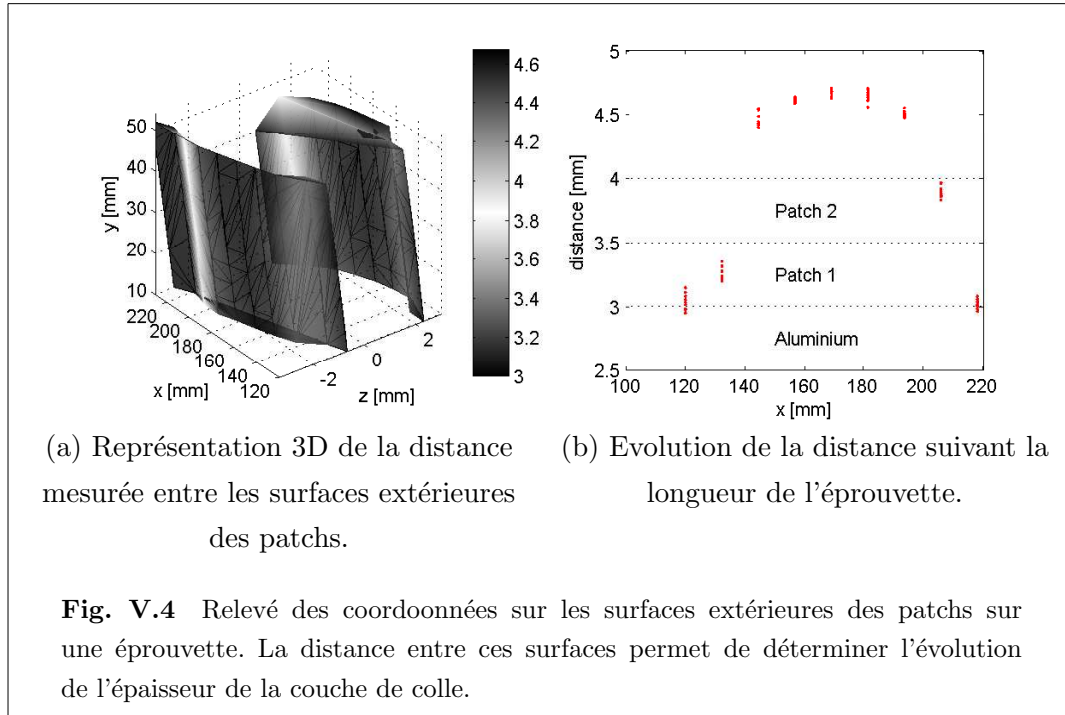 4.6
4.4
4.2
4
3.8
3.6
3.4
3.2
3
50
40
30
20
10
y [mm]
220
200
180
160
140
120
x [mm]
-2
0
2
z [mm]
5
4.5
4
3.5
3
2.5
distance [mm]
Patch 2
Patch 1
Aluminium
100
120
140
160
180
200
220
x [mm]
(a) Représentation 3D de la distance
mesurée entre les surfaces extérieures
des patchs.
(b) Evolution de la distance suivant la
longueur de l'éprouvette.
Fig. V.4 Relevé des coordoonnées sur les surfaces extérieures des patchs sur
une éprouvette. La distance entre ces surfaces permet de déterminer l'évolution
de l'épaisseur de la couche de colle.